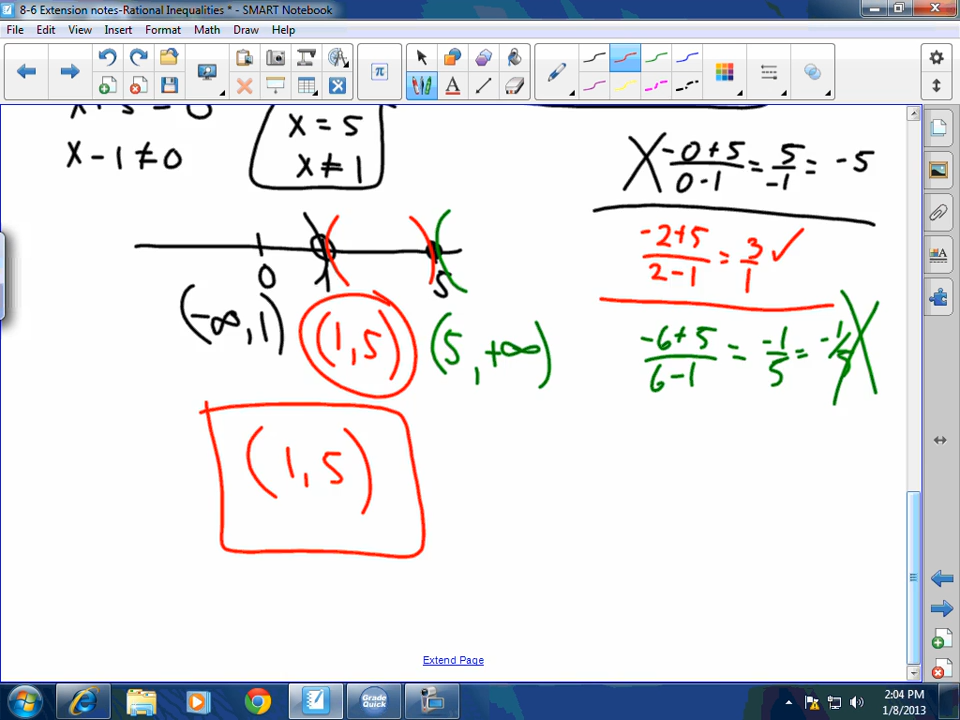 8-6 Extension notes-Rational Inequalities * - SMART Notebook
File Edit View Insert Format Math Draw Help
x - 1 ≠ 0
x = 5
x ≠ 1
-0+5/0-1 = 5/-1 = -5
-2+5/2-1 = 3/1 ✓
-6+5/6-1 = -1/5 = -1/5
0 1 5
(-∞, 1) (1, 5) (5, +∞)
(1, 5)
Extend Page
Grade Quick
2:04 PM
1/8/2013